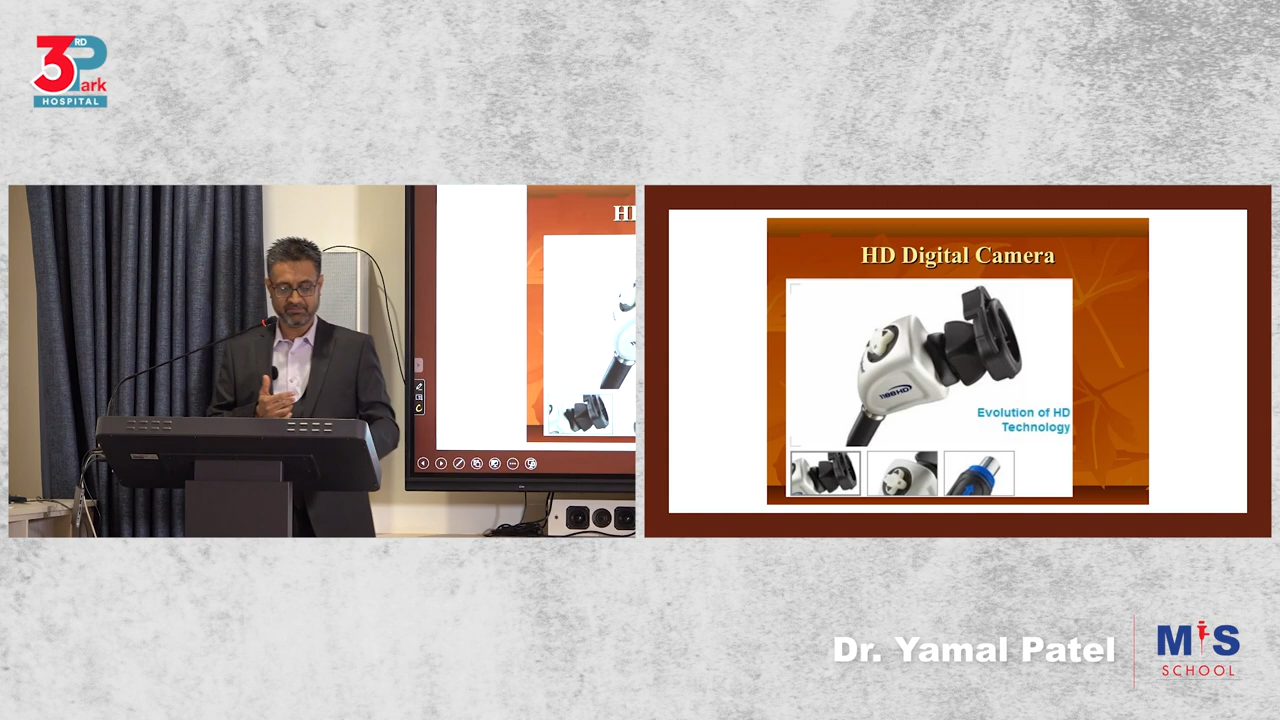 3RD Park
HOSPITAL
HD
HD Digital Camera
1188HD
Evolution of HD
Technology
Dr. Yamal Patel
MIS
SCHOOL